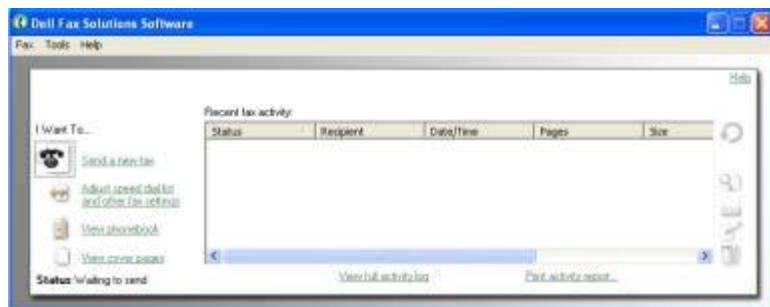 Dell Fax Solutions Software
Fax Tools Help
Help
Recent fax activity:
I Want To...
Status Recipient Date/Time Pages Size
Send a new fax
Adjust speed dial list
and other fax settings
View phonebook
View cover pages
Status: Waiting to send
View full activity log
Print activity report...